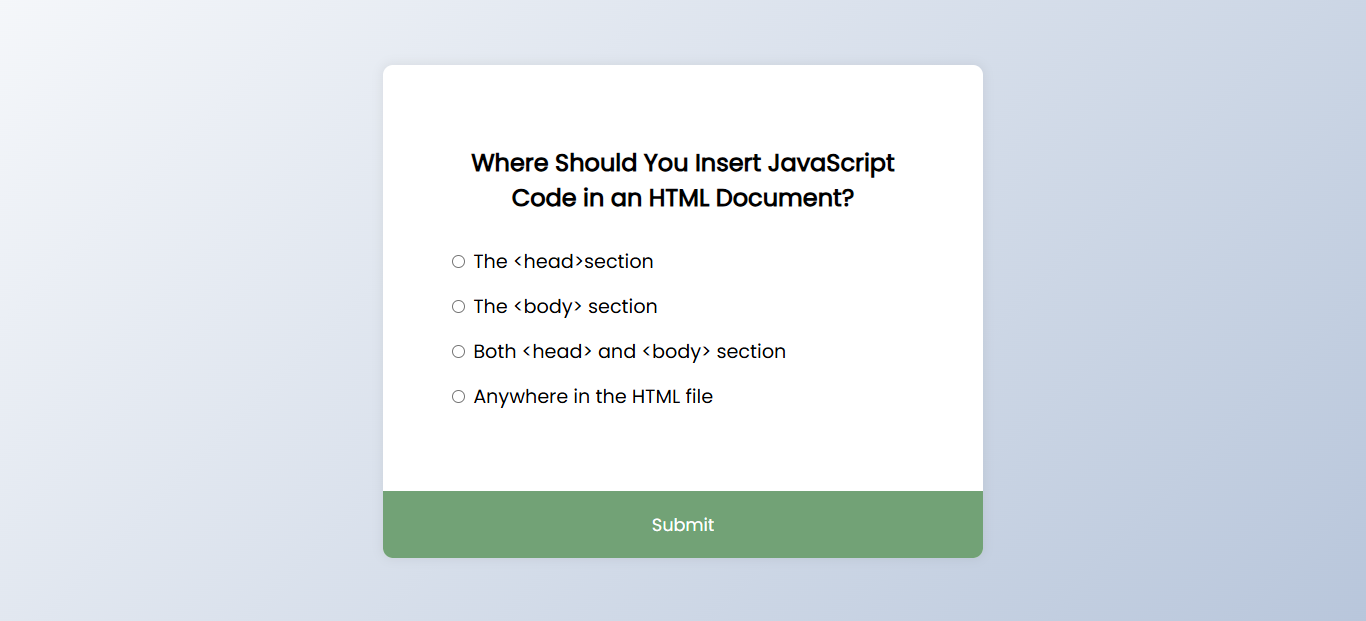 Where Should You Insert JavaScript
Code in an HTML Document?
The <head>section
The <body> section
Both <head> and <body> section
Anywhere in the HTML file
Submit